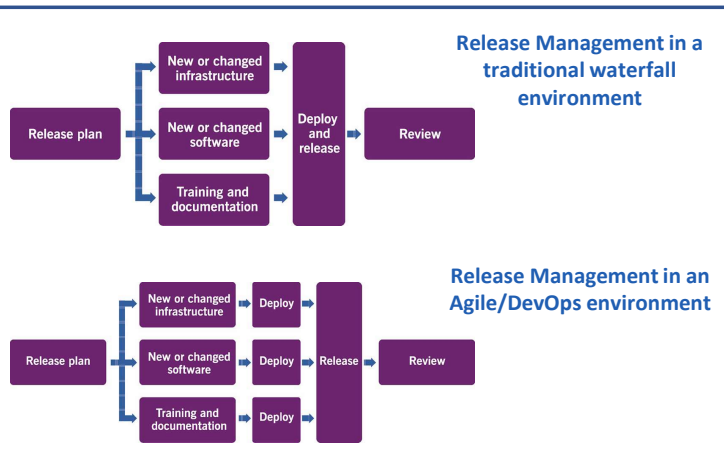 Release Management in a
traditional waterfall
environment
Release plan
New or changed
infrastructure
New or changed
software
Training and
documentation
Deploy
and
release
Review
Release Management in an
Agile/DevOps environment
Release plan
New or changed
infrastructure
Deploy
New or changed
software
Deploy
Training and
documentation
Deploy
Release
Review